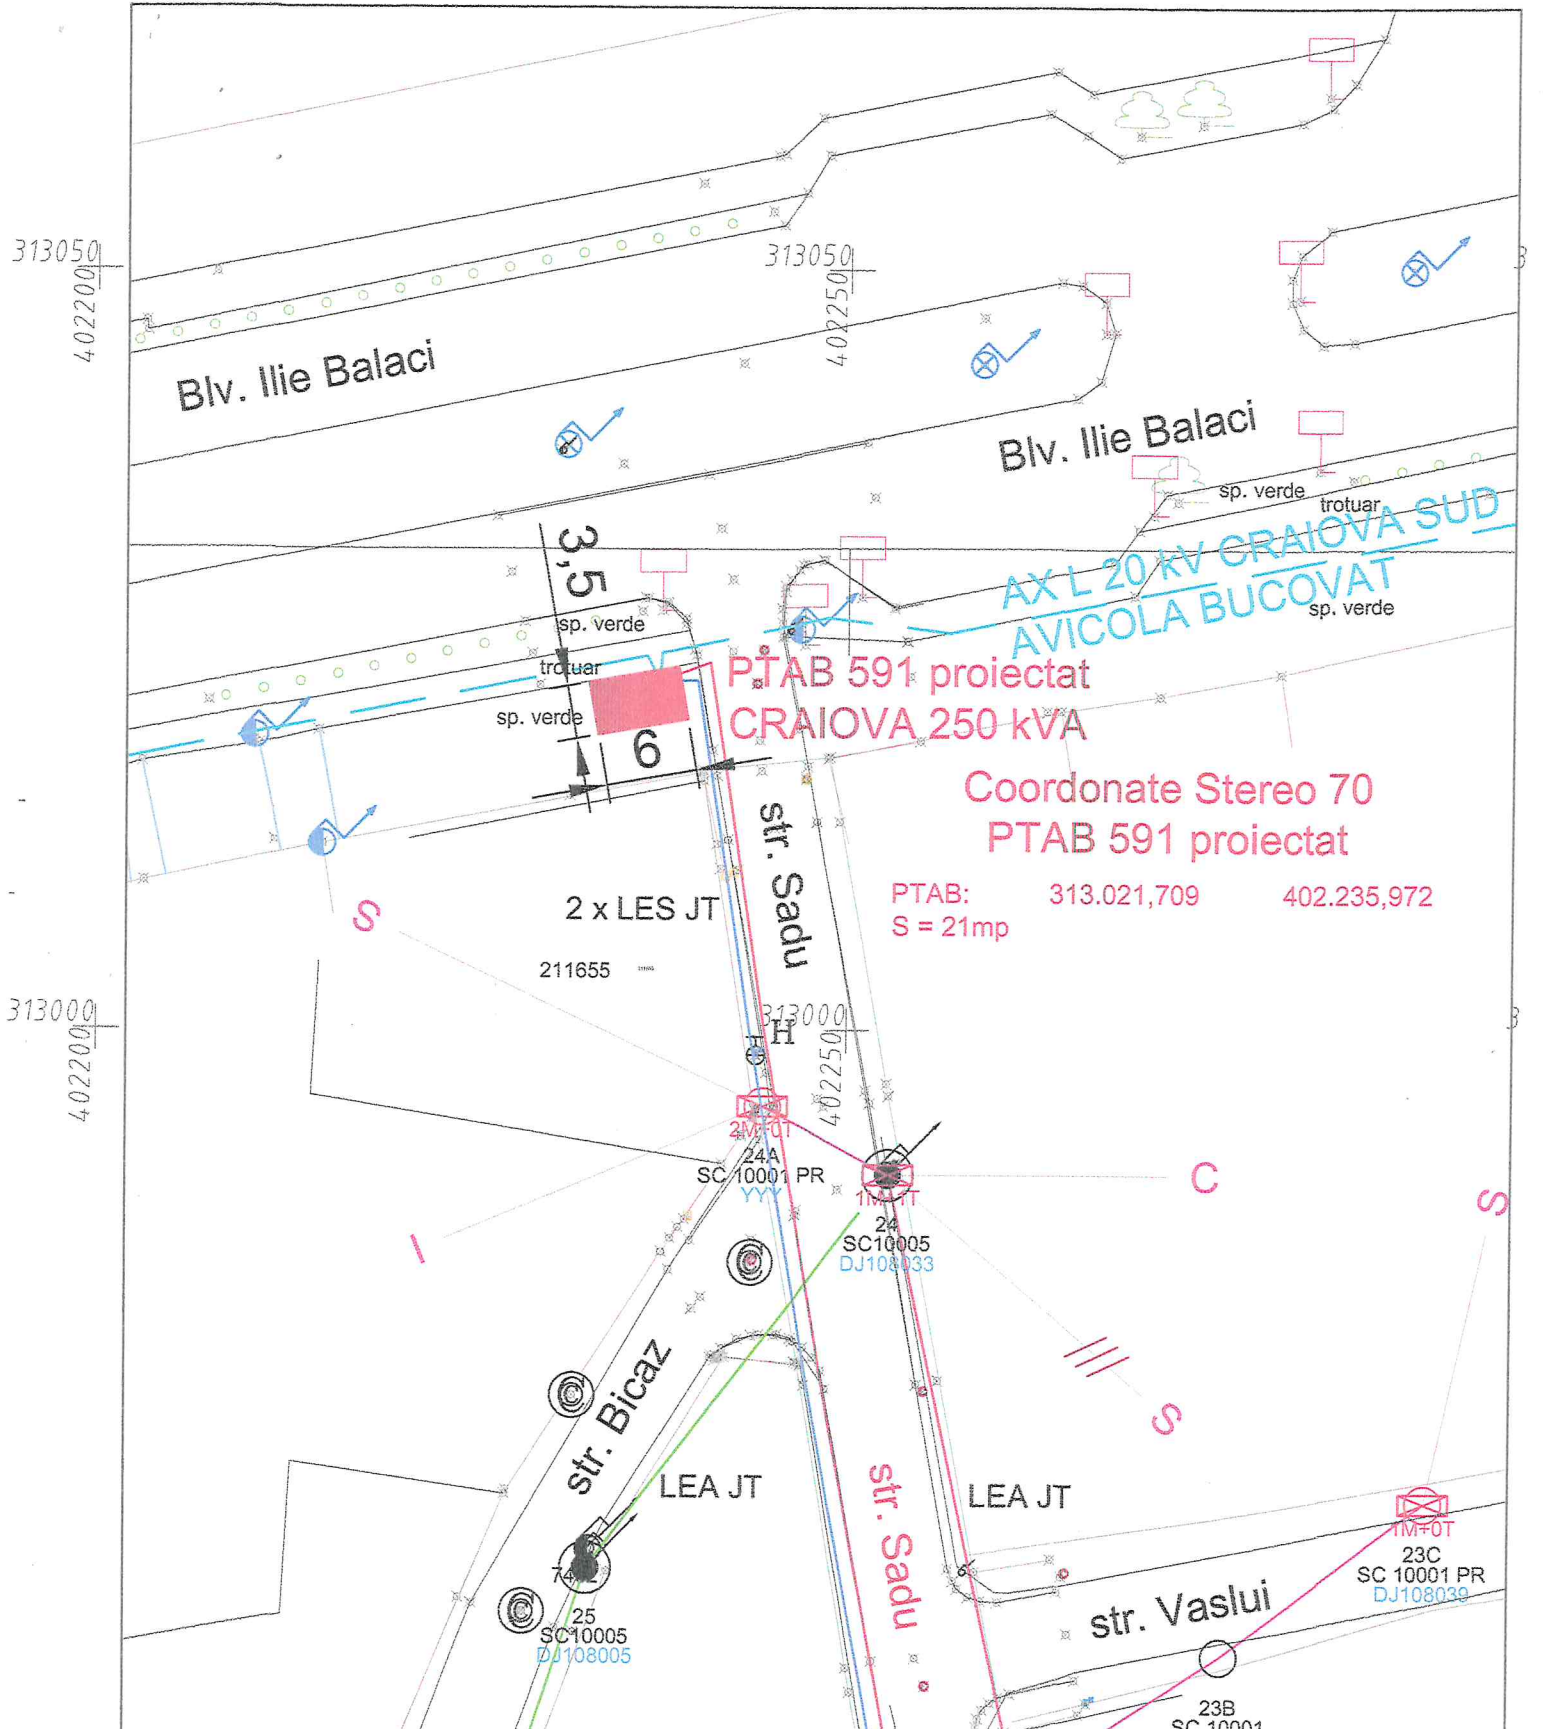 313050
402200
313050
402250
Blv. Ilie Balaci
Blv. Ilie Balaci
sp. verde
trotuar
AX L 20 kV CRAIOVA SUD
AVICOLA BUCOVAT
sp. verde
3,5
sp. verde
trotuar
sp. verde
6
PTAB 591 proiectat
CRAIOVA 250 kVA
Coordonate Stereo 70
PTAB 591 proiectat
PTAB: 313.021,709 402.235,972
S = 21mp
str. Sadu
2 x LES JT
S
211655
313000
402200
313000
402250
H
2M+0T
24A
SC 10001 PR
YYY
1M+1T
24
SC10005
DJ108033
C
S
I
S
str. Bicaz
LEA JT
str. Sadu
LEA JT
1M+0T
23C
SC 10001 PR
DJ108039
str. Vaslui
25
SC10005
DJ108005
23B
SC 10001